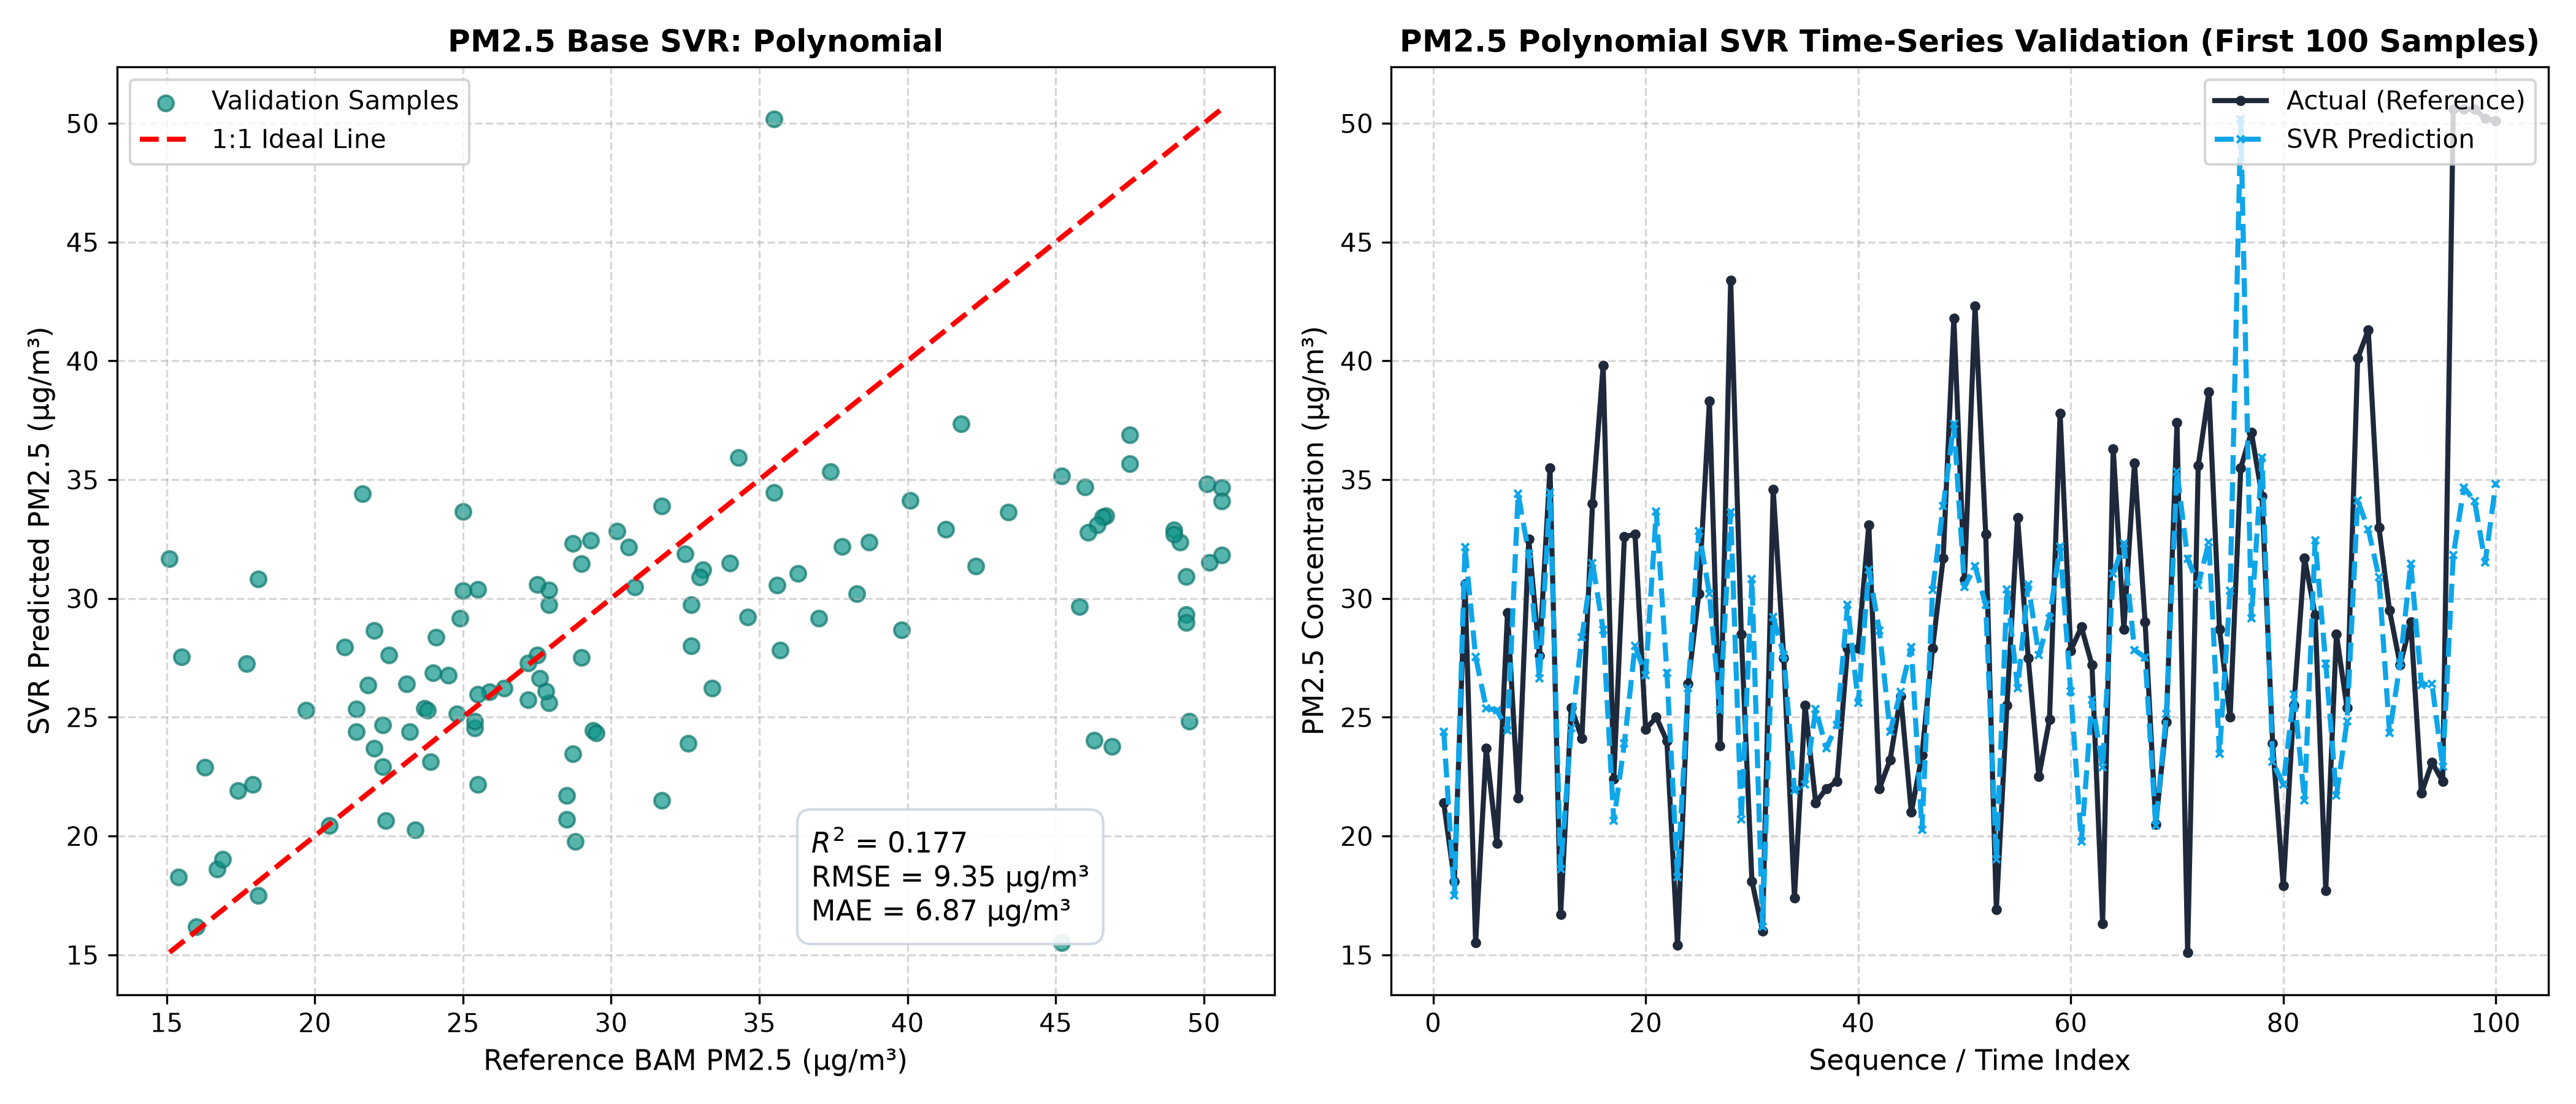 PM2.5 Base SVR: Polynomial
Validation Samples
1:1 Ideal Line
50
45
40
35
30
25
20
15
SVR Predicted PM2.5 (µg/m³)
R² = 0.177
RMSE = 9.35 µg/m³
MAE = 6.87 µg/m³
15 20 25 30 35 40 45 50
Reference BAM PM2.5 (µg/m³)
PM2.5 Polynomial SVR Time-Series Validation (First 100 Samples)
Actual (Reference)
SVR Prediction
50
45
40
35
30
25
20
15
PM2.5 Concentration (µg/m³)
0 20 40 60 80 100
Sequence / Time Index